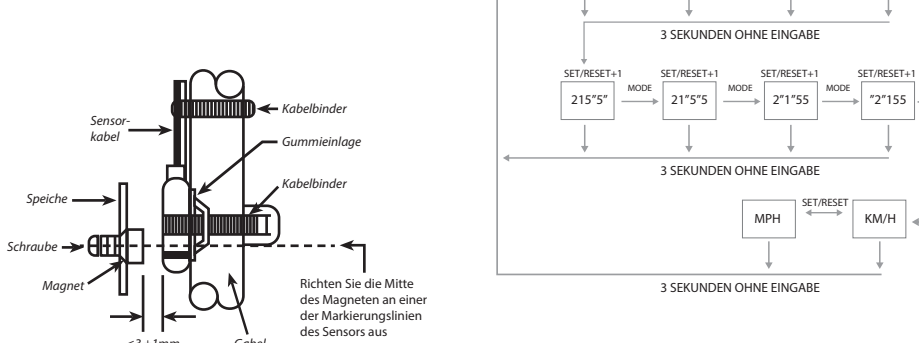 Kabelbinder
Sensor-
kabel
Gummieinlage
Kabelbinder
Speiche
Schraube
Magnet
Richten Sie die Mitte
des Magneten an einer
der Markierungslinien
des Sensors aus
Gabel
3 SEKUNDEN OHNE EINGABE
SET/RESET+1 SET/RESET+1 SET/RESET+1 SET/RESET+1
215"5" MODE 21"5"5 MODE 2"1"55 MODE "2"155
3 SEKUNDEN OHNE EINGABE
MPH SET/RESET KM/H
3 SEKUNDEN OHNE EINGABE